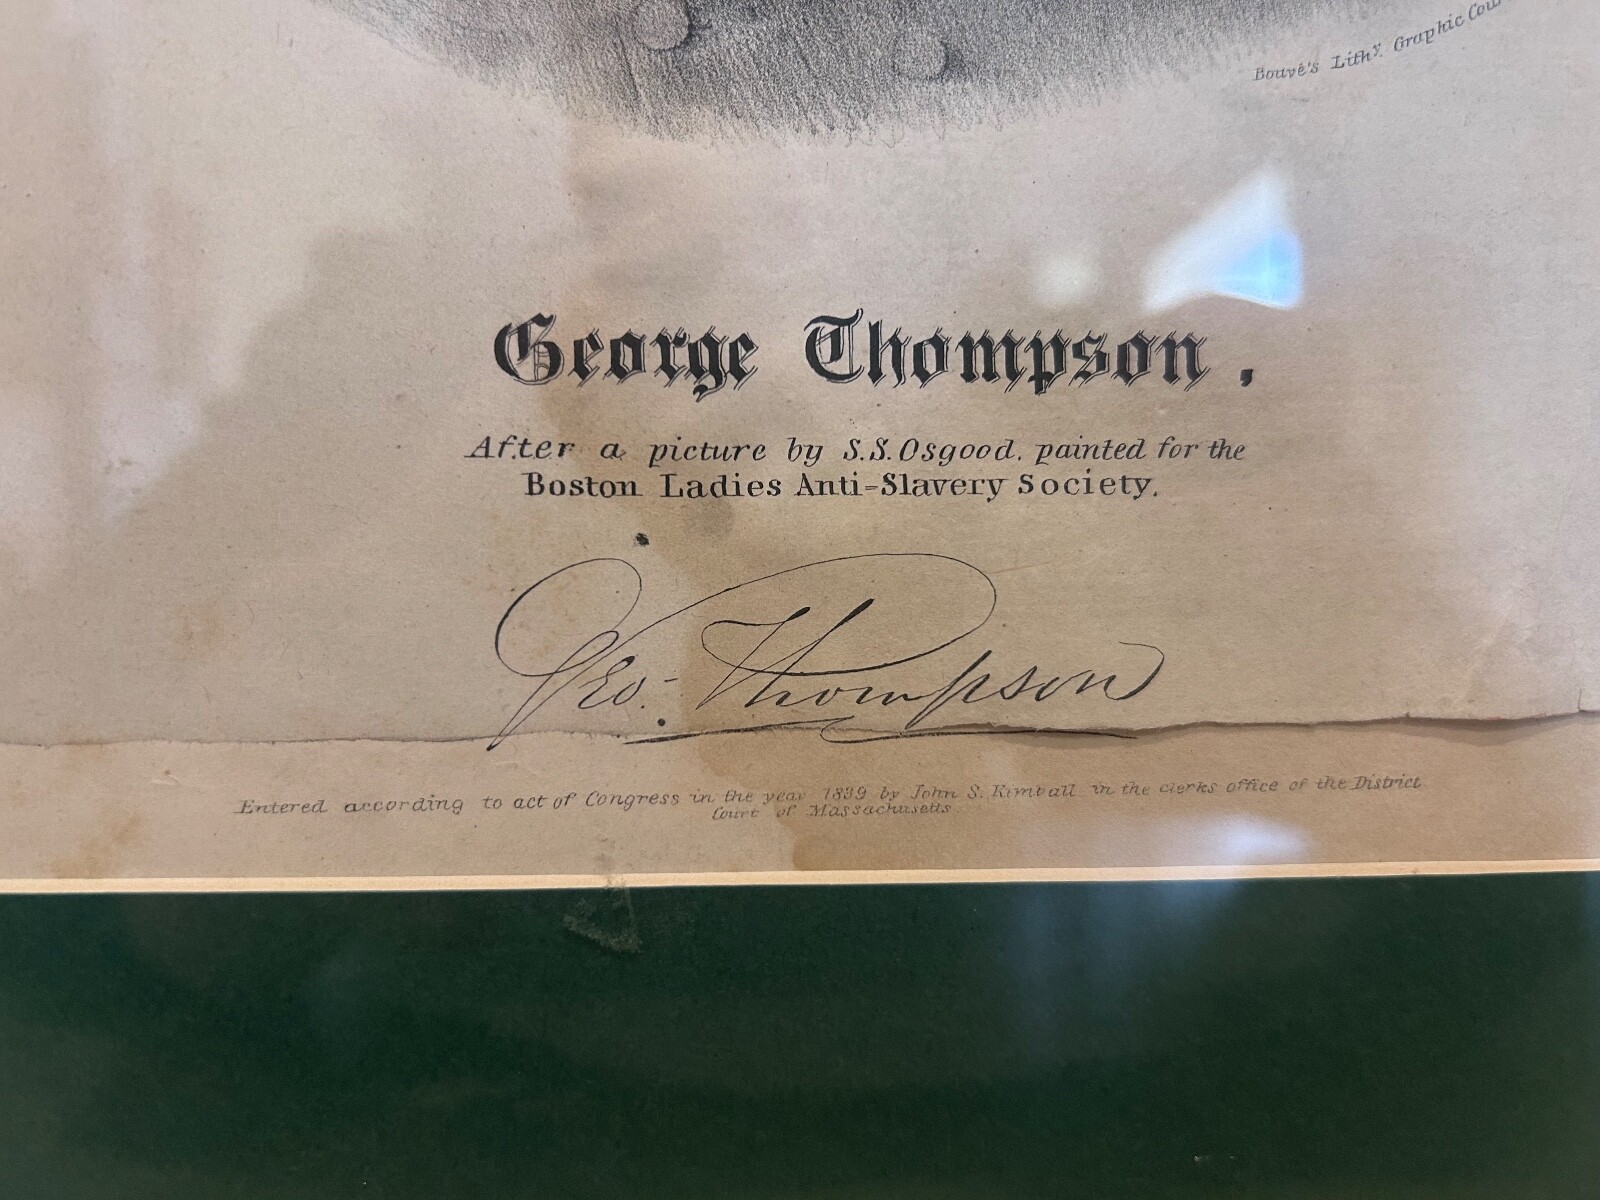 Bouvé's Lithy. Graphic Cou
George Thompson,
After a picture by S.S. Osgood, painted for the
Boston Ladies Anti-Slavery Society.
Geo. Thompson
Entered according to act of Congress in the year 1839 by John S. Kimball in the clerks office of the District
Court of Massachusetts